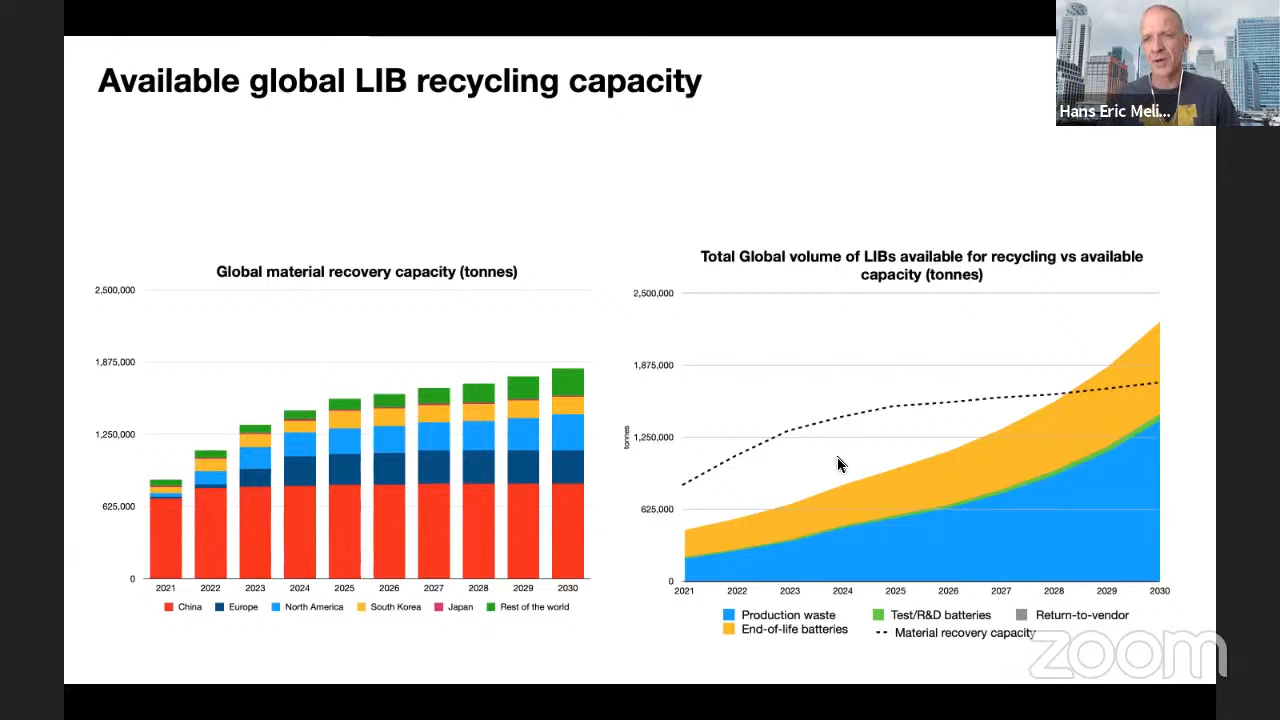 Available global LIB recycling capacity
Hans Eric Meli...
Global material recovery capacity (tonnes)
2,500,000
1,875,000
1,250,000
625,000
0
2021 2022 2023 2024 2025 2026 2027 2028 2029 2030
China Europe North America South Korea Japan Rest of the world
Total Global volume of LIBs available for recycling vs available
capacity (tonnes)
2,500,000
1,875,000
1,250,000
625,000
0
tonnes
2021 2022 2023 2024 2025 2026 2027 2028 2029 2030
Production waste Test/R&D batteries Return-to-vendor
End-of-life batteries Material recovery capacity
zoom